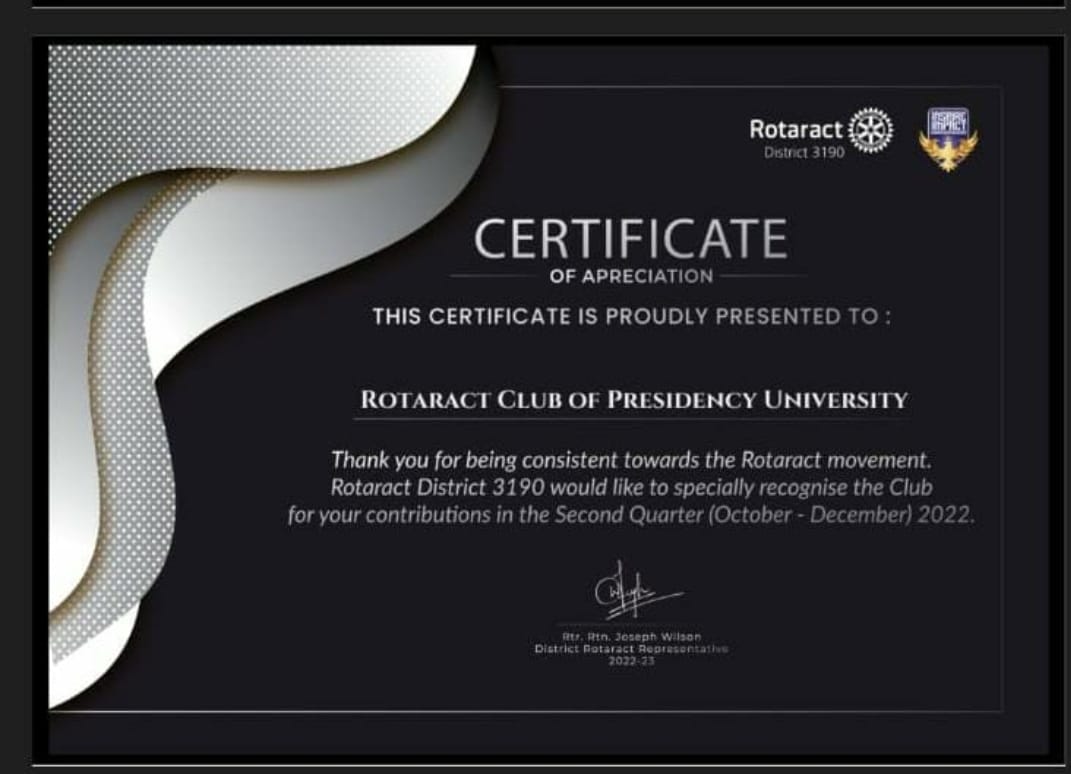 Rotaract
District 3190
INSPIRE
IMPACT
CERTIFICATE
OF APRECIATION
THIS CERTIFICATE IS PROUDLY PRESENTED TO :
ROTARACT CLUB OF PRESIDENCY UNIVERSITY
Thank you for being consistent towards the Rotaract movement.
Rotaract District 3190 would like to specially recognise the Club
for your contributions in the Second Quarter (October - December) 2022.
Rtr. Rtn. Joseph Wilson
District Rotaract Representative
2022-23